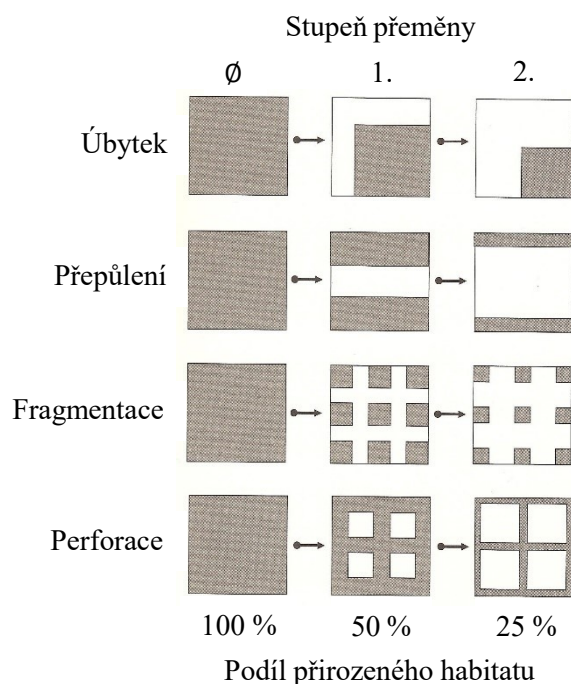 Stupeň přeměny
Ø 1. 2.
Úbytek
Přepůlení
Fragmentace
Perforace
100 % 50 % 25 %
Podíl přirozeného habitatu